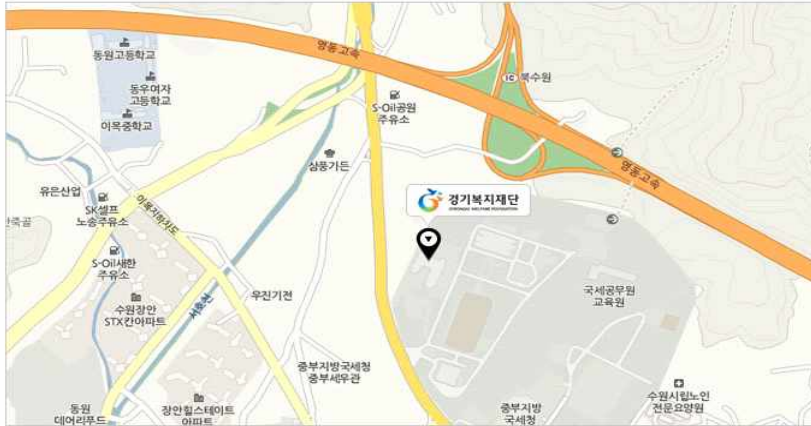 영동고속
동원고등학교
IC 북수원
동우여자
고등학교
S-Oil공원
주유소
이목중학교
삼풍가든
영동고속
유은산업
경기복지재단
GYEONGGI WELFARE FOUNDATION
SK셀프
노송주유소
이목지하차도
안죽골
S-Oil새한
주유소
우진기전
국세공무원
교육원
서호천
수원장안
STX칸아파트
중부지방국세청
중부세무관
수원시립노인
전문요양원
동원
데어리푸드
장안힐스테이트
아파트
중부지방
국세청